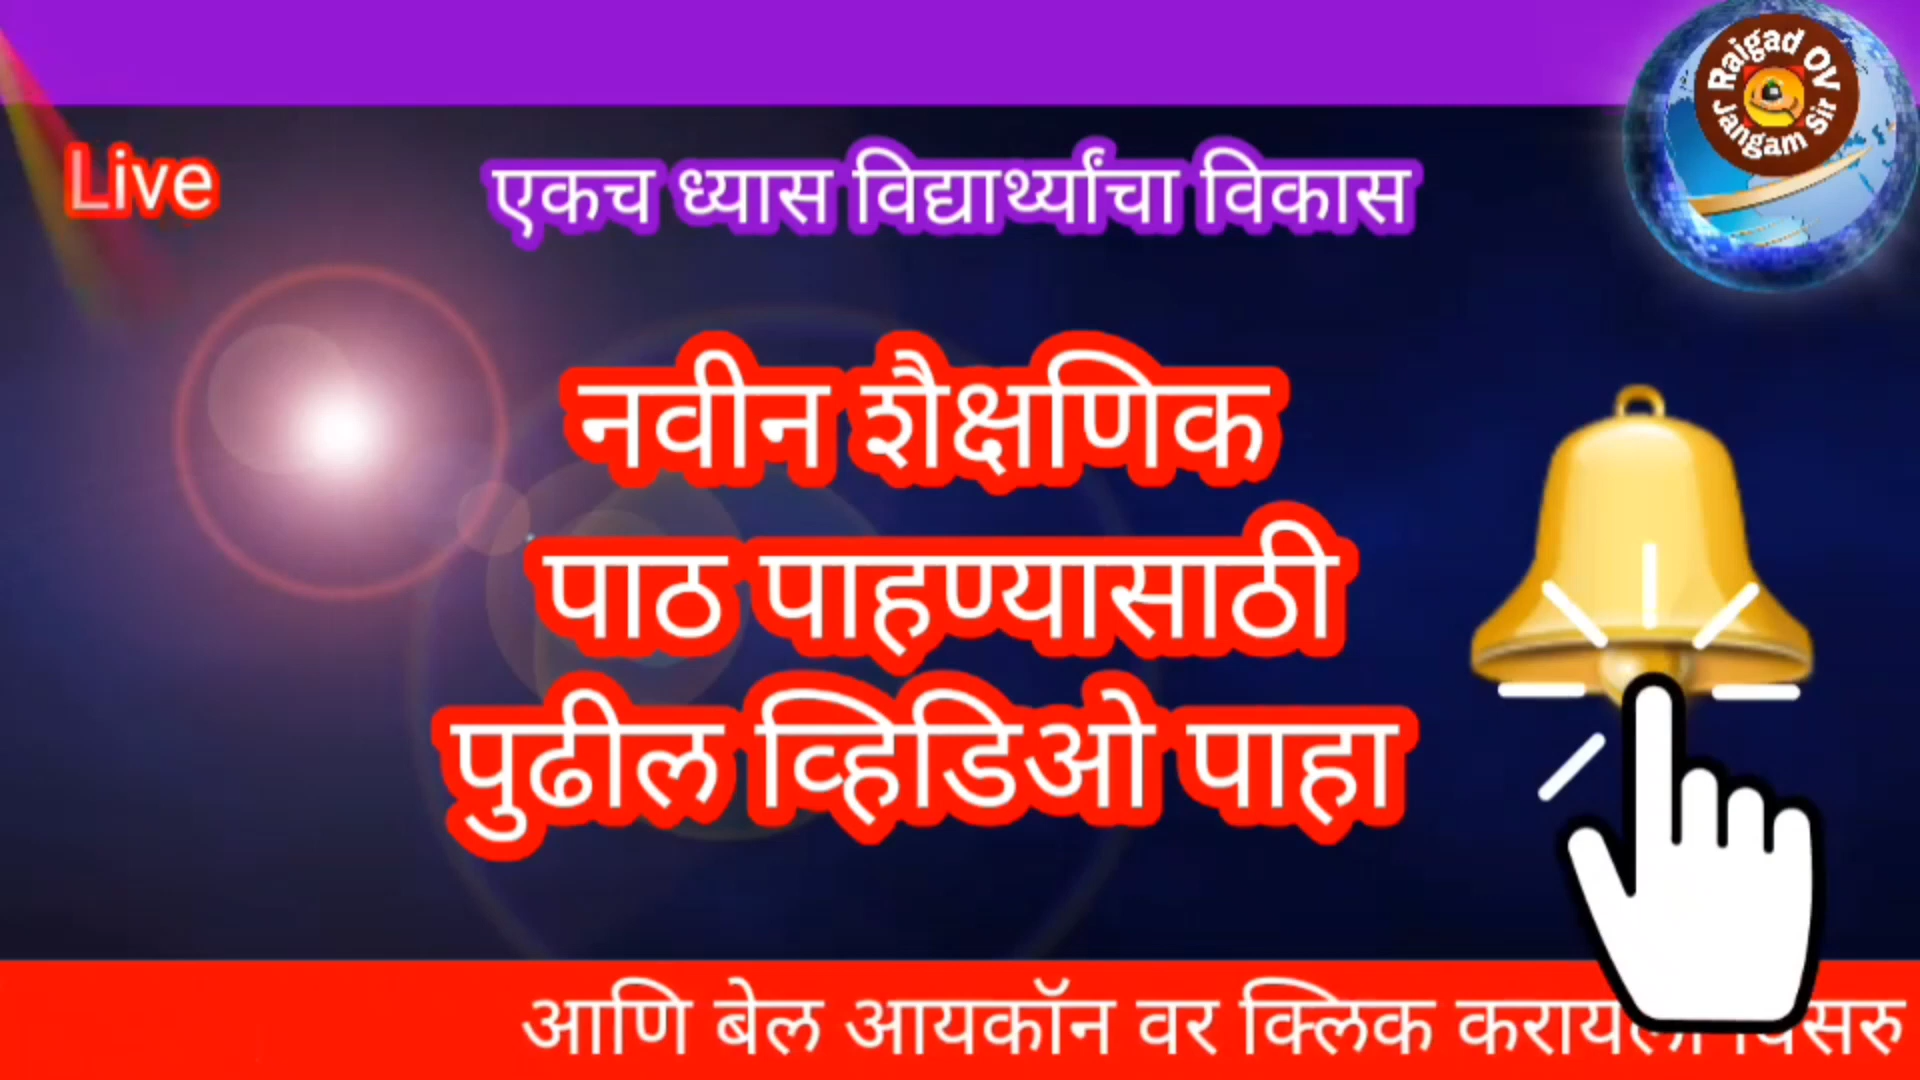 Live
एकच ध्यास विद्यार्थ्यांचा विकास
Raigad OV
Jangam Sir
नवीन शैक्षणिक
पाठ पाहण्यासाठी
पुढील व्हिडिओ पाहा
आणि बेल आयकॉन वर क्लिक